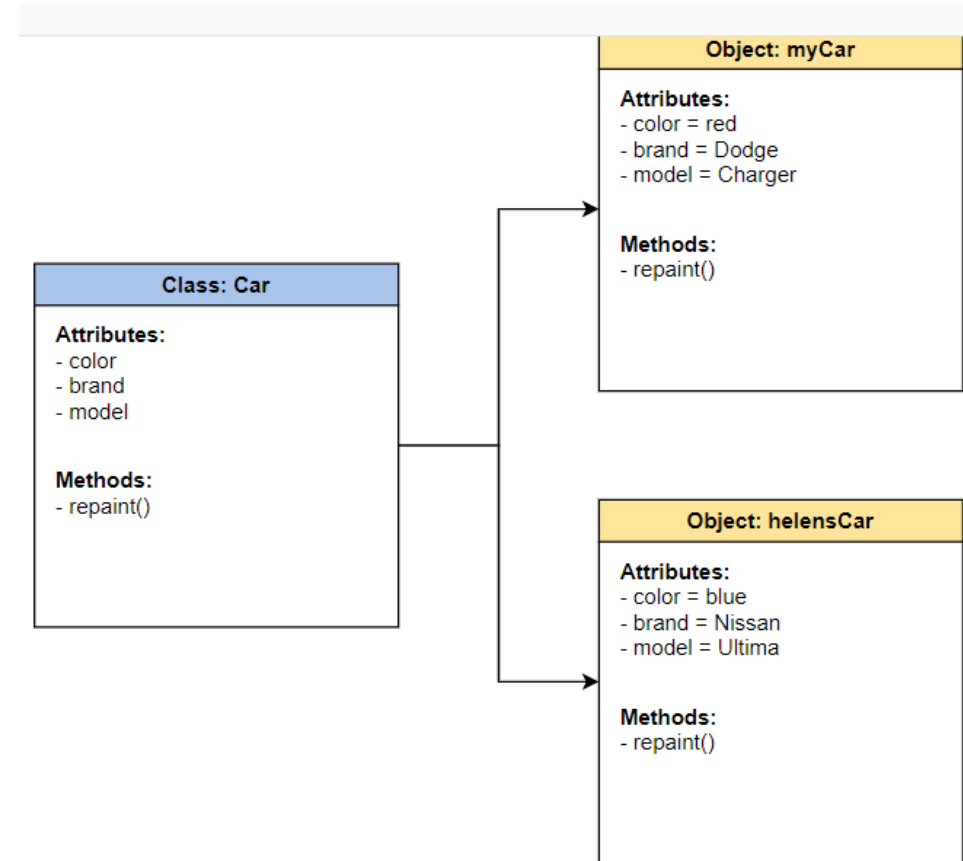 Object: myCar
Attributes:
- color = red
- brand = Dodge
- model = Charger
Methods:
- repaint()
Class: Car
Attributes:
- color
- brand
- model
Methods:
- repaint()
Object: helensCar
Attributes:
- color = blue
- brand = Nissan
- model = Ultima
Methods:
- repaint()